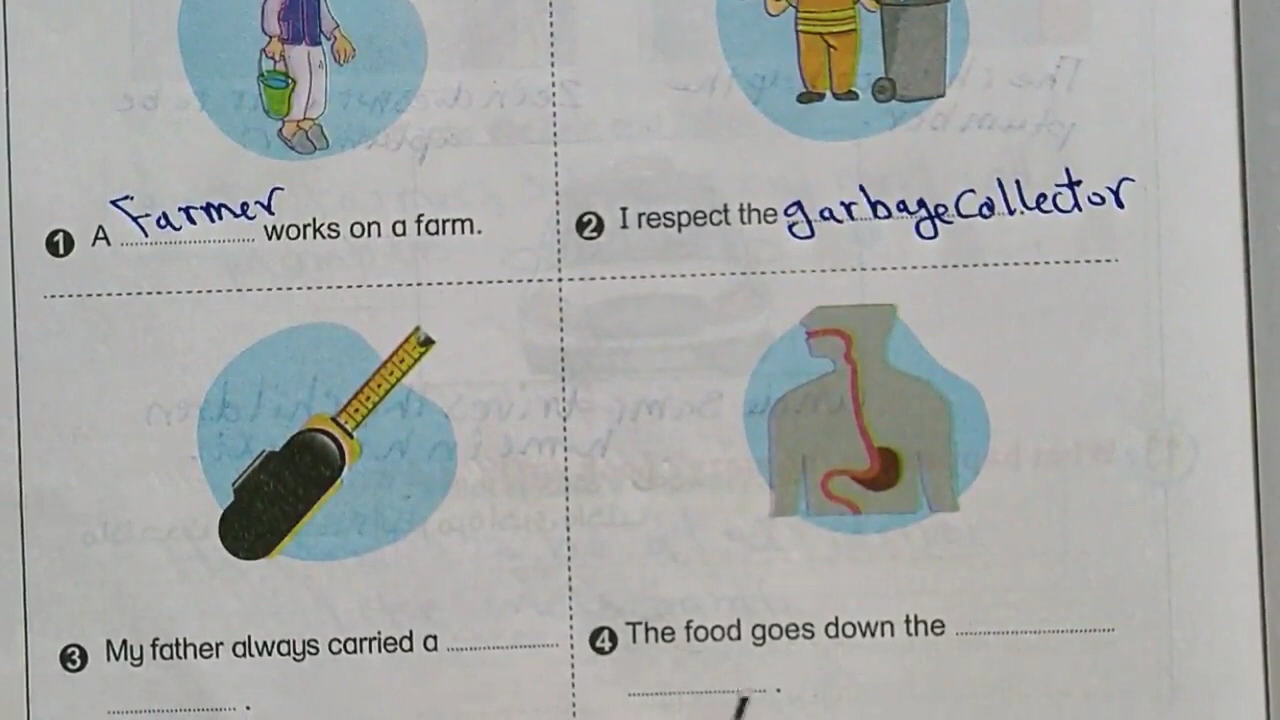 1 A Farmer works on a farm.
2 I respect the garbage collector
3 My father always carried a ..................
.................. .
4 The food goes down the ..................
.................. .